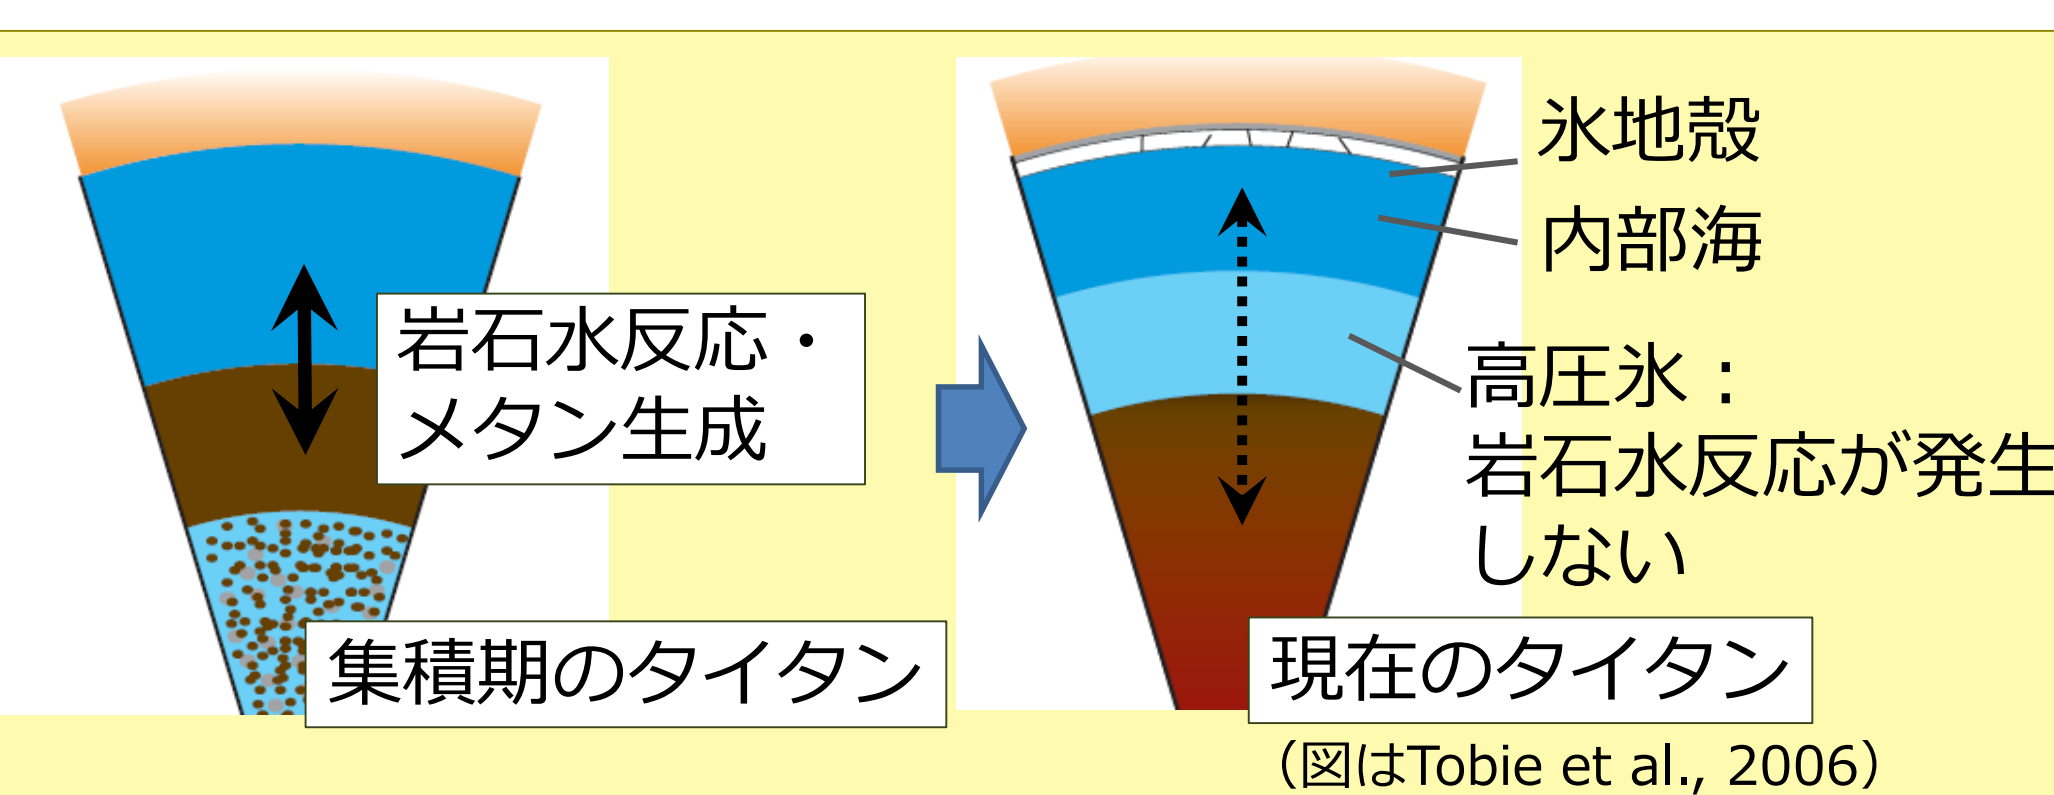 岩石水反応・
メタン生成
集積期のタイタン
氷地殻
内部海
高圧氷：
岩石水反応が発生
しない
現在のタイタン
（図はTobie et al., 2006）